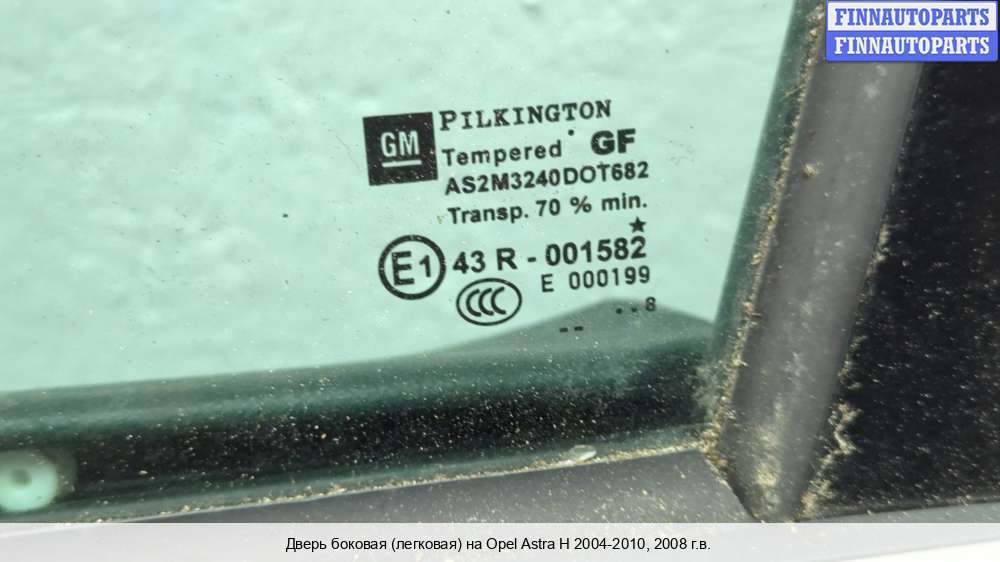 FINNAUTOPARTS
FINNAUTOPARTS
GM
PILKINGTON
Tempered GF
AS2M3240DOT682
Transp. 70 % min.
E1 43 R - 001582
E 000199
CCC
-- ..8
Дверь боковая (легковая) на Opel Astra H 2004-2010, 2008 г.в.